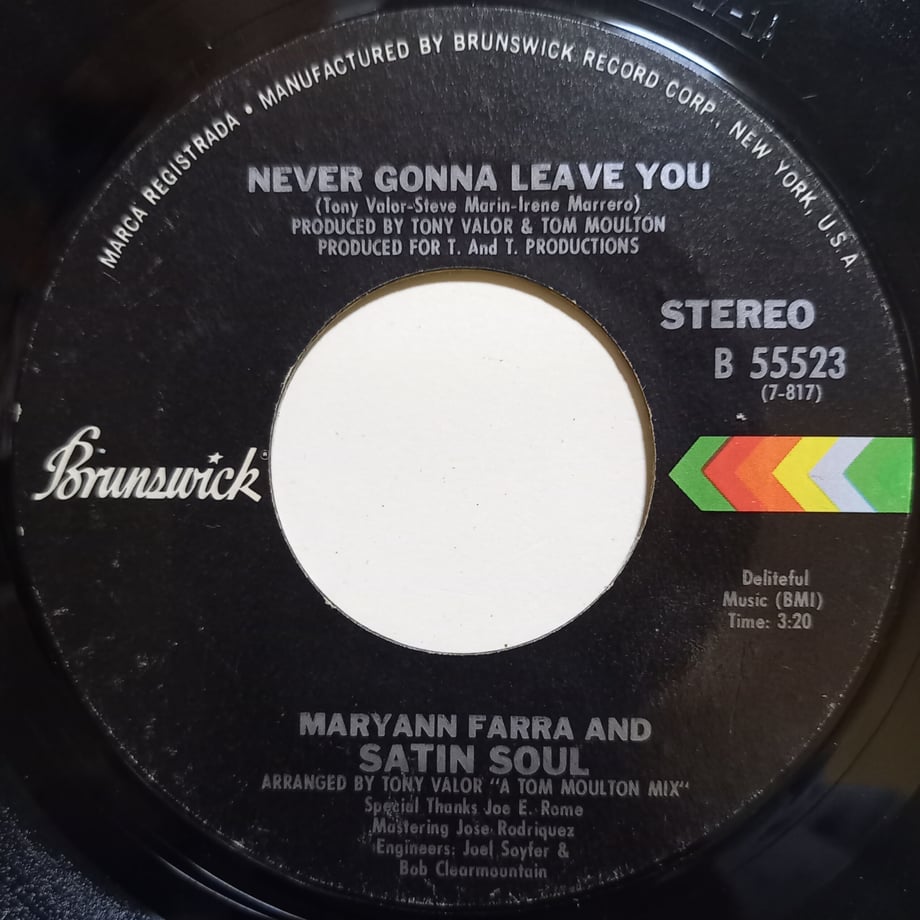 MARCA REGISTRADA • MANUFACTURED BY BRUNSWICK RECORD CORP. NEW YORK, U.S.A.
NEVER GONNA LEAVE YOU
(Tony Valor-Steve Marin-Irene Marrero)
PRODUCED BY TONY VALOR & TOM MOULTON
PRODUCED FOR T. And T. PRODUCTIONS
STEREO
B 55523
(7-817)
Brunswick
Deliteful
Music (BMI)
Time: 3:20
MARYANN FARRA AND
SATIN SOUL
ARRANGED BY TONY VALOR "A TOM MOULTON MIX"
Special Thanks Joe E. Rome
Mastering Jose Rodriquez
Engineers: Joel Soyfer &
Bob Clearmountain